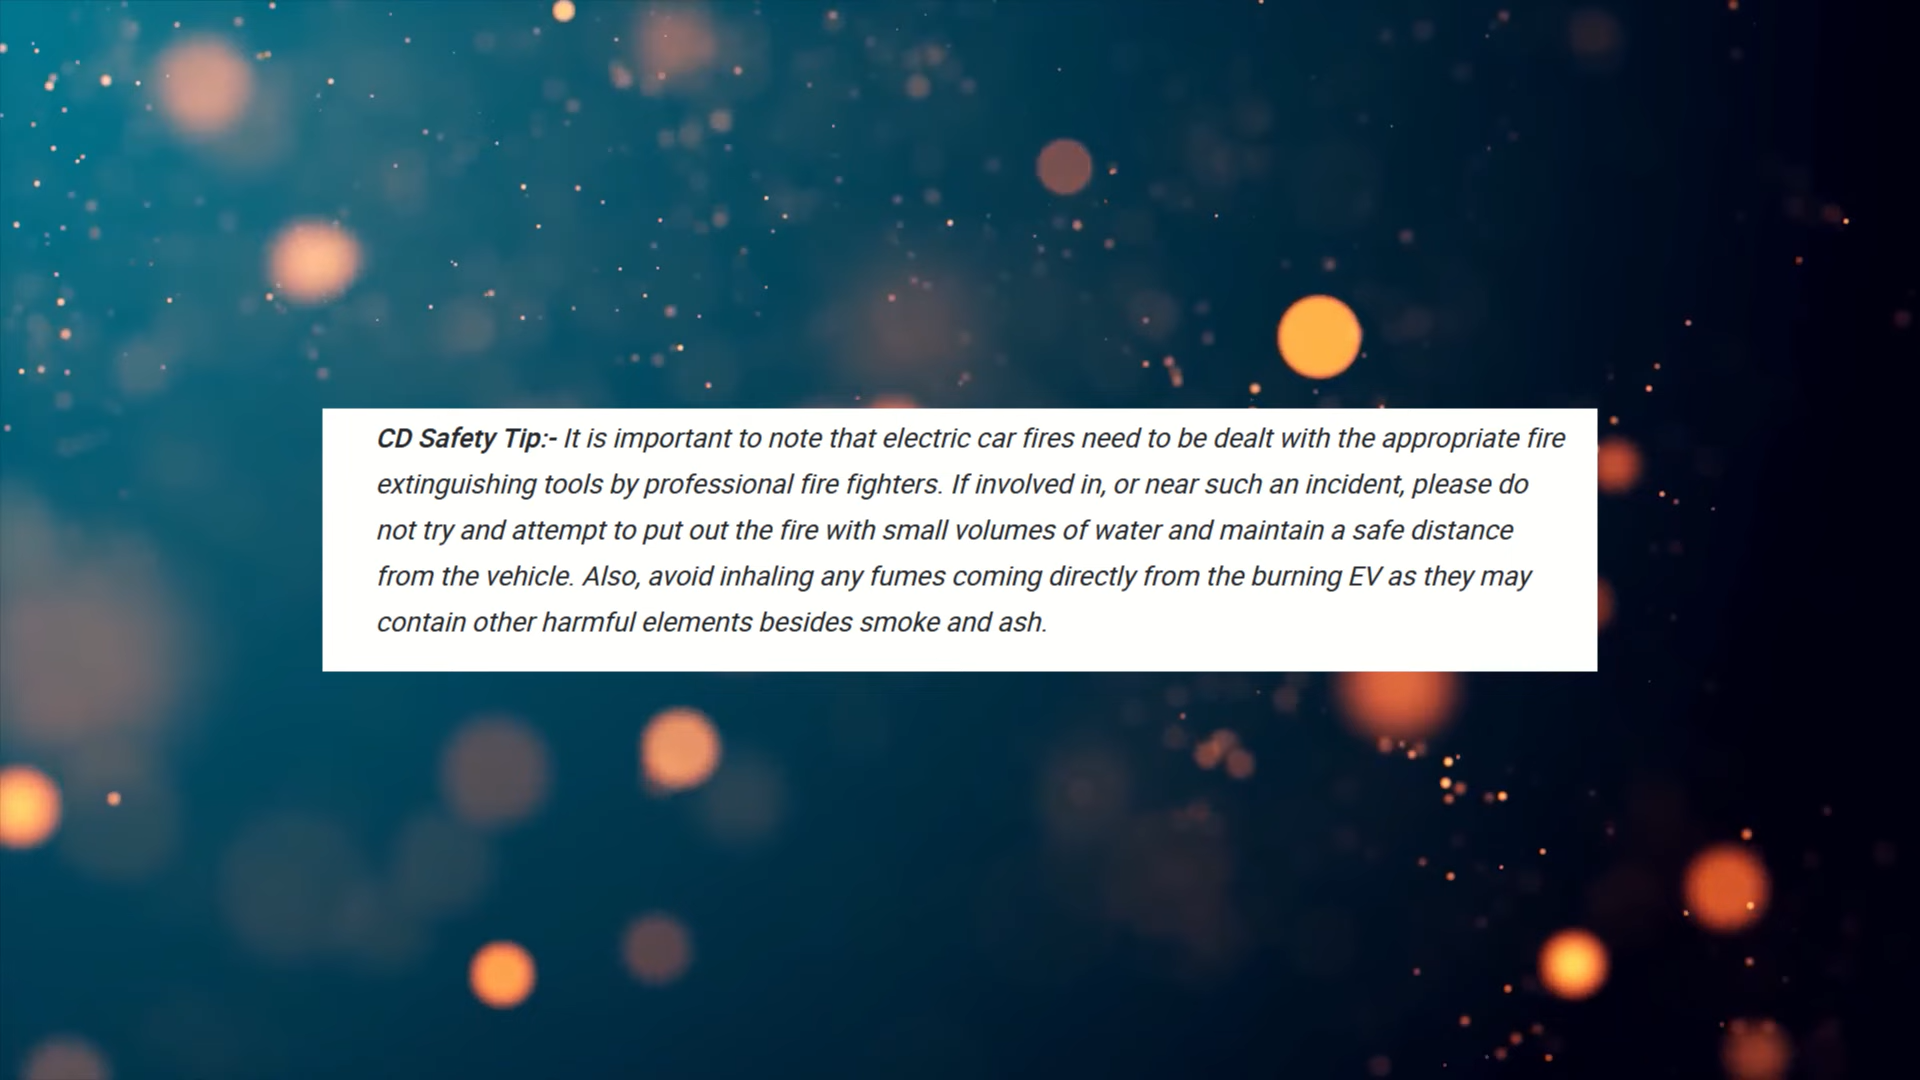 CD Safety Tip:- It is important to note that electric car fires need to be dealt with the appropriate fire
extinguishing tools by professional fire fighters. If involved in, or near such an incident, please do
not try and attempt to put out the fire with small volumes of water and maintain a safe distance
from the vehicle. Also, avoid inhaling any fumes coming directly from the burning EV as they may
contain other harmful elements besides smoke and ash.